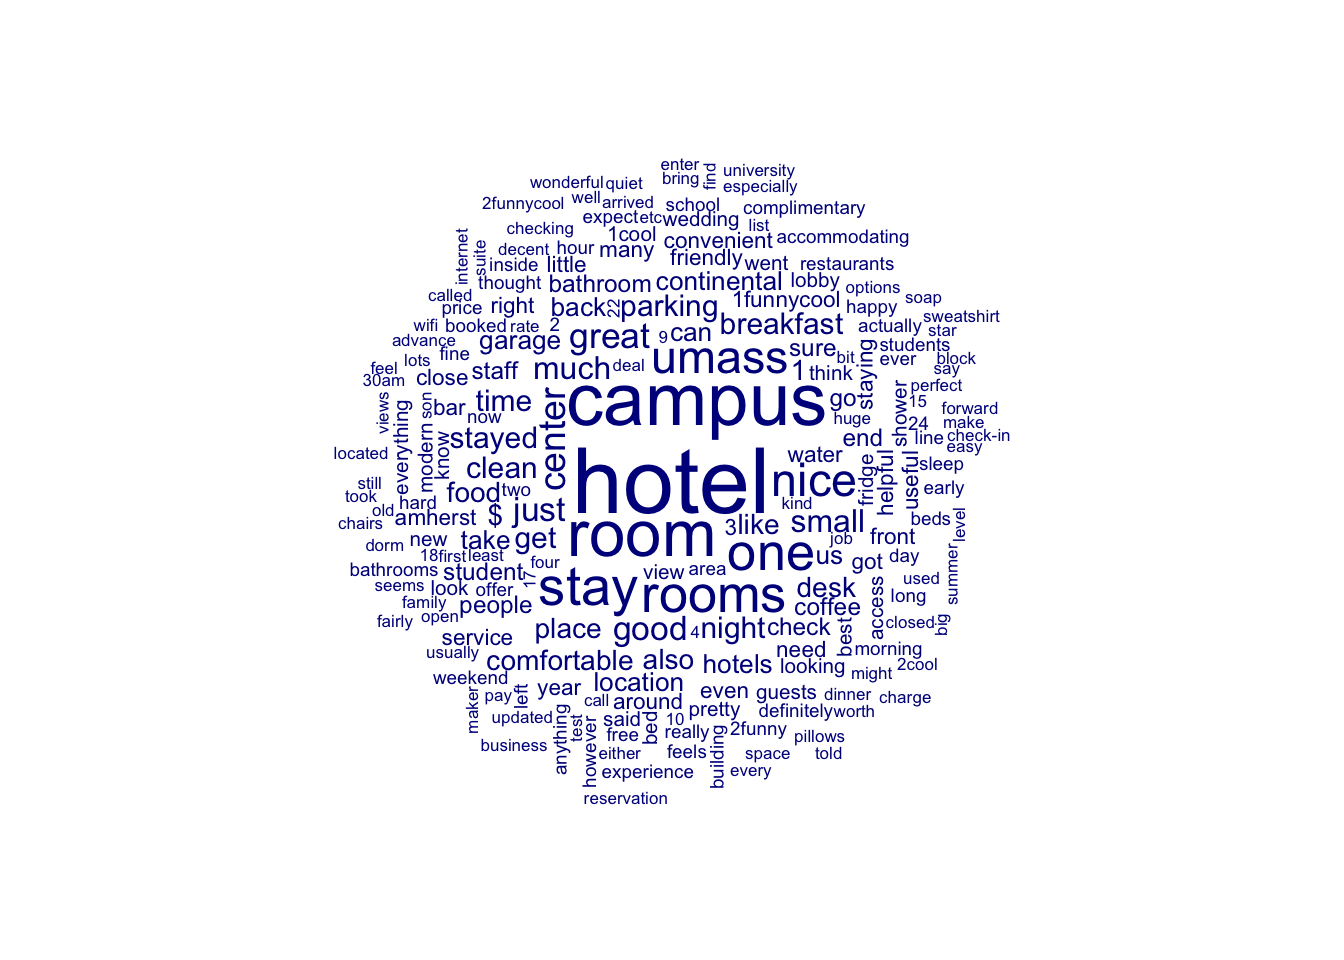 enter
university
bring
find
especially
wonderful
quiet
2funnycool
well
arrived
school
complimentary
expect
etc
wedding
list
checking
1cool
convenient
accommodating
internet
suite
decent
hour
many
friendly
went
restaurants
inside
little
thought
bathroom
continental
lobby
options
called
price
right
back
22
parking
1funnycool
happy
soap
wifi
booked
rate
2
great
9
can
breakfast
actually
sweatshirt
star
advance
garage
umass
sure
students
lots
fine
bit
ever
block
feel
close
staff
much
deal
1
think
staying
say
30am
perfect
views
son
bar
time
center
campus
go
shower
15
forward
now
huge
24
make
everything
modern
know
stayed
end
line
check-in
easy
located
clean
hotel
nice
water
fridge
helpful
useful
sleep
still
took
hard
food
two
kind
early
old
chairs
amherst
$
just
room
3
like
small
beds
level
dorm
new
take
get
one
us
job
front
18
first
least
got
day
bathrooms
student
17
four
view
area
seems
look
offer
stay
rooms
desk
access
used
summer
family
people
coffee
long
fairly
open
big
service
place
good
4
night
check
best
closed
usually
need
morning
comfortable
also
hotels
looking
might
2cool
weekend
year
location
maker
pay
left
call
around
even
guests
dinner
charge
updated
anything
test
said
bed
10
pretty
definitely
worth
business
however
free
really
2funny
pillows
either
feels
building
space
told
experience
every
reservation